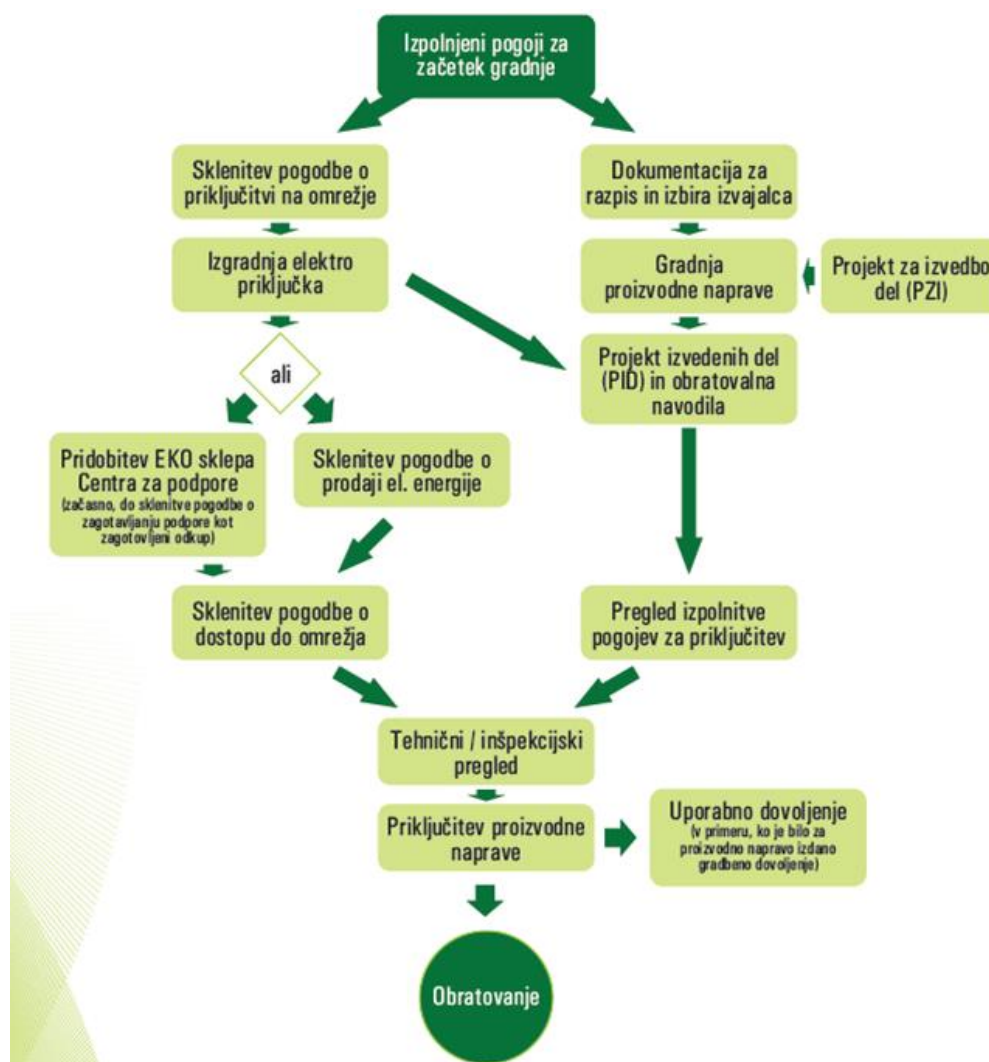 Izpolnjeni pogoji za
začetek gradnje
Sklenitev pogodbe o
priključitvi na omrežje
Dokumentacija za
razpis in izbira izvajalca
Izgradnja elektro
priključka
Gradnja
proizvodne naprave
Projekt za izvedbo
del (PZI)
ali
Projekt izvedenih del
(PID) in obratovalna
navodila
Pridobitev EKO sklepa
Centra za podpore
(začasno, do sklenitve pogodbe o
zagotavljanju podpore kot
zagotovljeni odkup)
Sklenitev pogodbe o
prodaji el. energije
Sklenitev pogodbe o
dostopu do omrežja
Pregled izpolnitve
pogojev za priključitev
Tehnični / inšpekcijski
pregled
Priključitev proizvodne
naprave
Uporabno dovoljenje
(v primeru, ko je bilo za
proizvodno napravo izdano
gradbeno dovoljenje)
Obratovanje